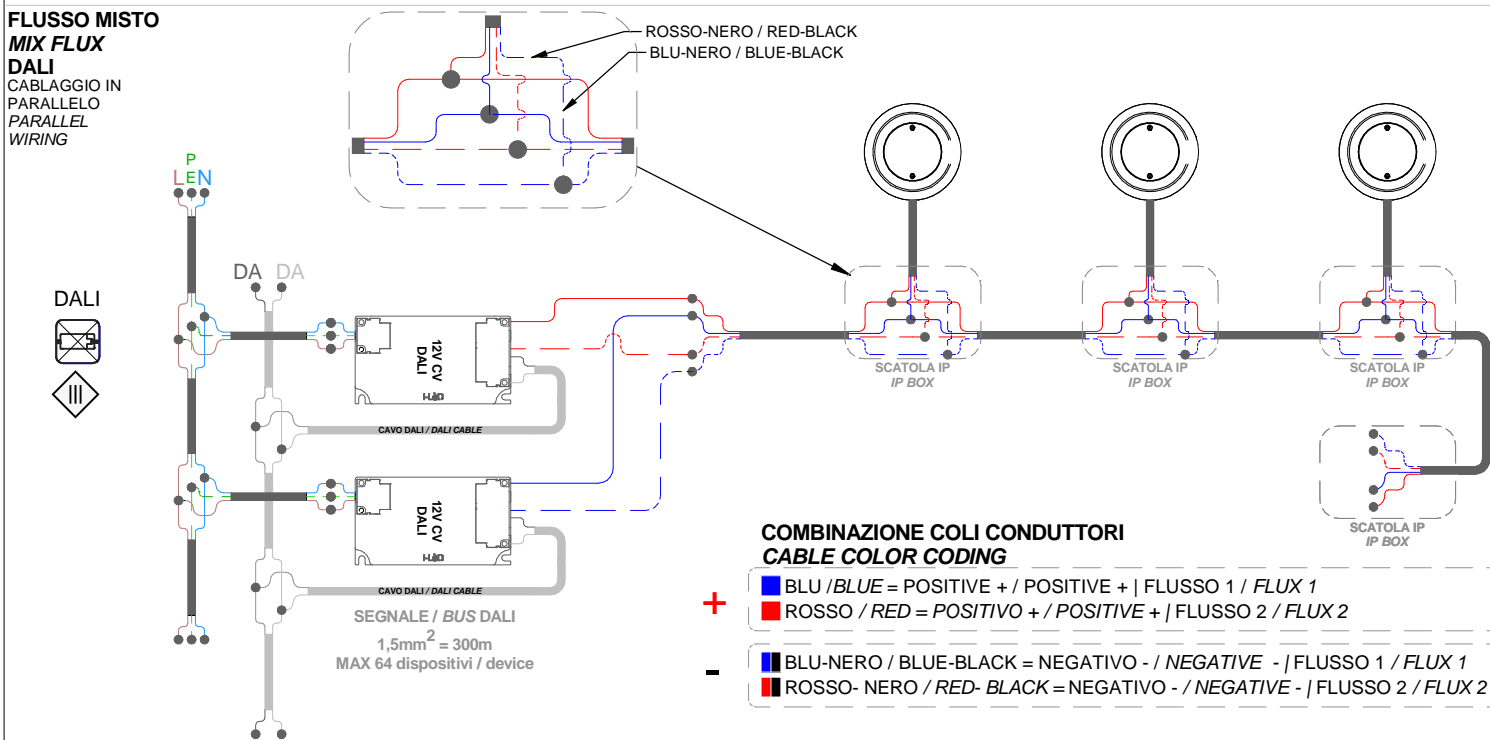 FLUSSO MISTO
MIX FLUX
DALI
CABLAGGIO IN
PARALLELO
PARALLEL
WIRING
ROSSO-NERO / RED-BLACK
BLU-NERO / BLUE-BLACK
L PE N
DA DA
DALI
III
12V CV
DALI
CAVO DALI / DALI CABLE
12V CV
DALI
CAVO DALI / DALI CABLE
SEGNALE / BUS DALI
1,5mm² = 300m
MAX 64 dispositivi / device
SCATOLA IP
IP BOX
SCATOLA IP
IP BOX
SCATOLA IP
IP BOX
SCATOLA IP
IP BOX
COMBINAZIONE COLI CONDUTTORI
CABLE COLOR CODING
+
BLU /BLUE = POSITIVE + / POSITIVE + | FLUSSO 1 / FLUX 1
ROSSO / RED = POSITIVO + / POSITIVE + | FLUSSO 2 / FLUX 2
-
BLU-NERO / BLUE-BLACK = NEGATIVO - / NEGATIVE - | FLUSSO 1 / FLUX 1
ROSSO- NERO / RED- BLACK = NEGATIVO - / NEGATIVE - | FLUSSO 2 / FLUX 2